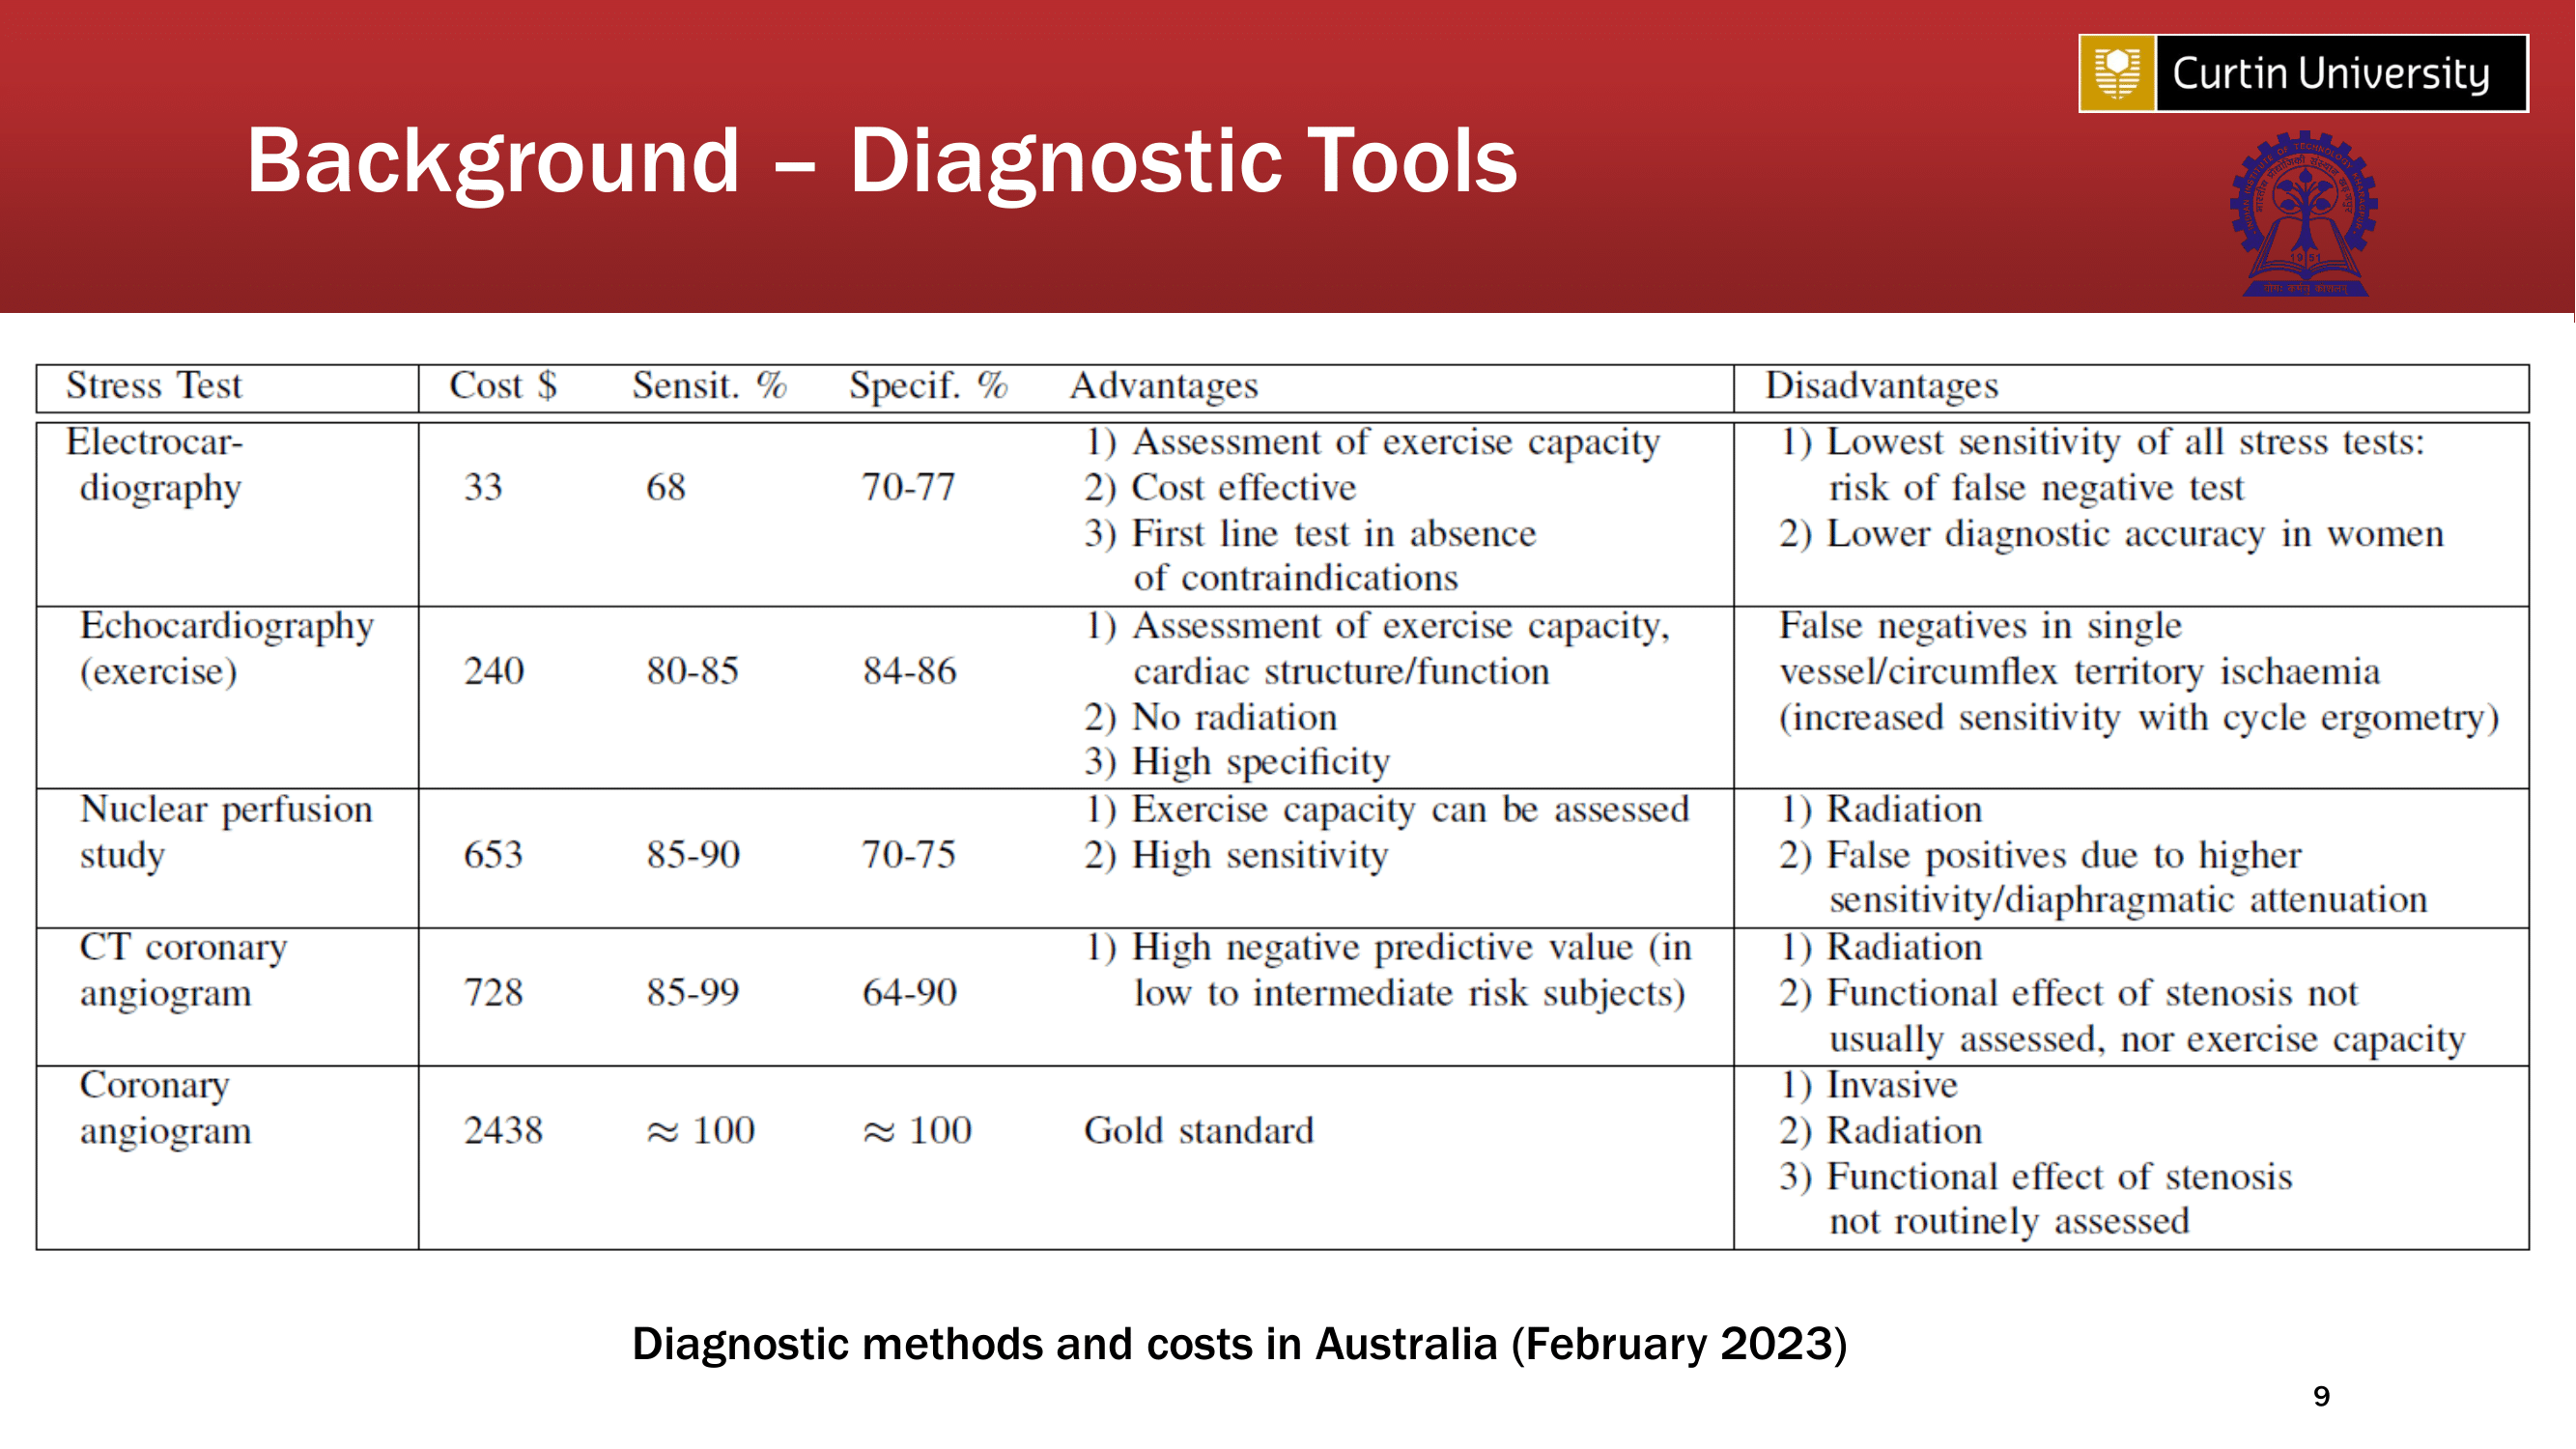 Curtin University
Background – Diagnostic Tools
INDIAN INSTITUTE OF TECHNOLOGY KHARAGPUR
1951
Stress Test Cost $ Sensit. % Specif. % Advantages Disadvantages
Electrocar-
diography 33 68 70-77
1) Assessment of exercise capacity
2) Cost effective
3) First line test in absence
of contraindications
1) Lowest sensitivity of all stress tests:
risk of false negative test
2) Lower diagnostic accuracy in women
Echocardiography
(exercise) 240 80-85 84-86
1) Assessment of exercise capacity,
cardiac structure/function
2) No radiation
3) High specificity
False negatives in single
vessel/circumflex territory ischaemia
(increased sensitivity with cycle ergometry)
Nuclear perfusion
study 653 85-90 70-75
1) Exercise capacity can be assessed
2) High sensitivity
1) Radiation
2) False positives due to higher
sensitivity/diaphragmatic attenuation
CT coronary
angiogram 728 85-99 64-90
1) High negative predictive value (in
low to intermediate risk subjects)
1) Radiation
2) Functional effect of stenosis not
usually assessed, nor exercise capacity
Coronary
angiogram 2438 ≈ 100 ≈ 100
Gold standard
1) Invasive
2) Radiation
3) Functional effect of stenosis
not routinely assessed
Diagnostic methods and costs in Australia (February 2023)
9